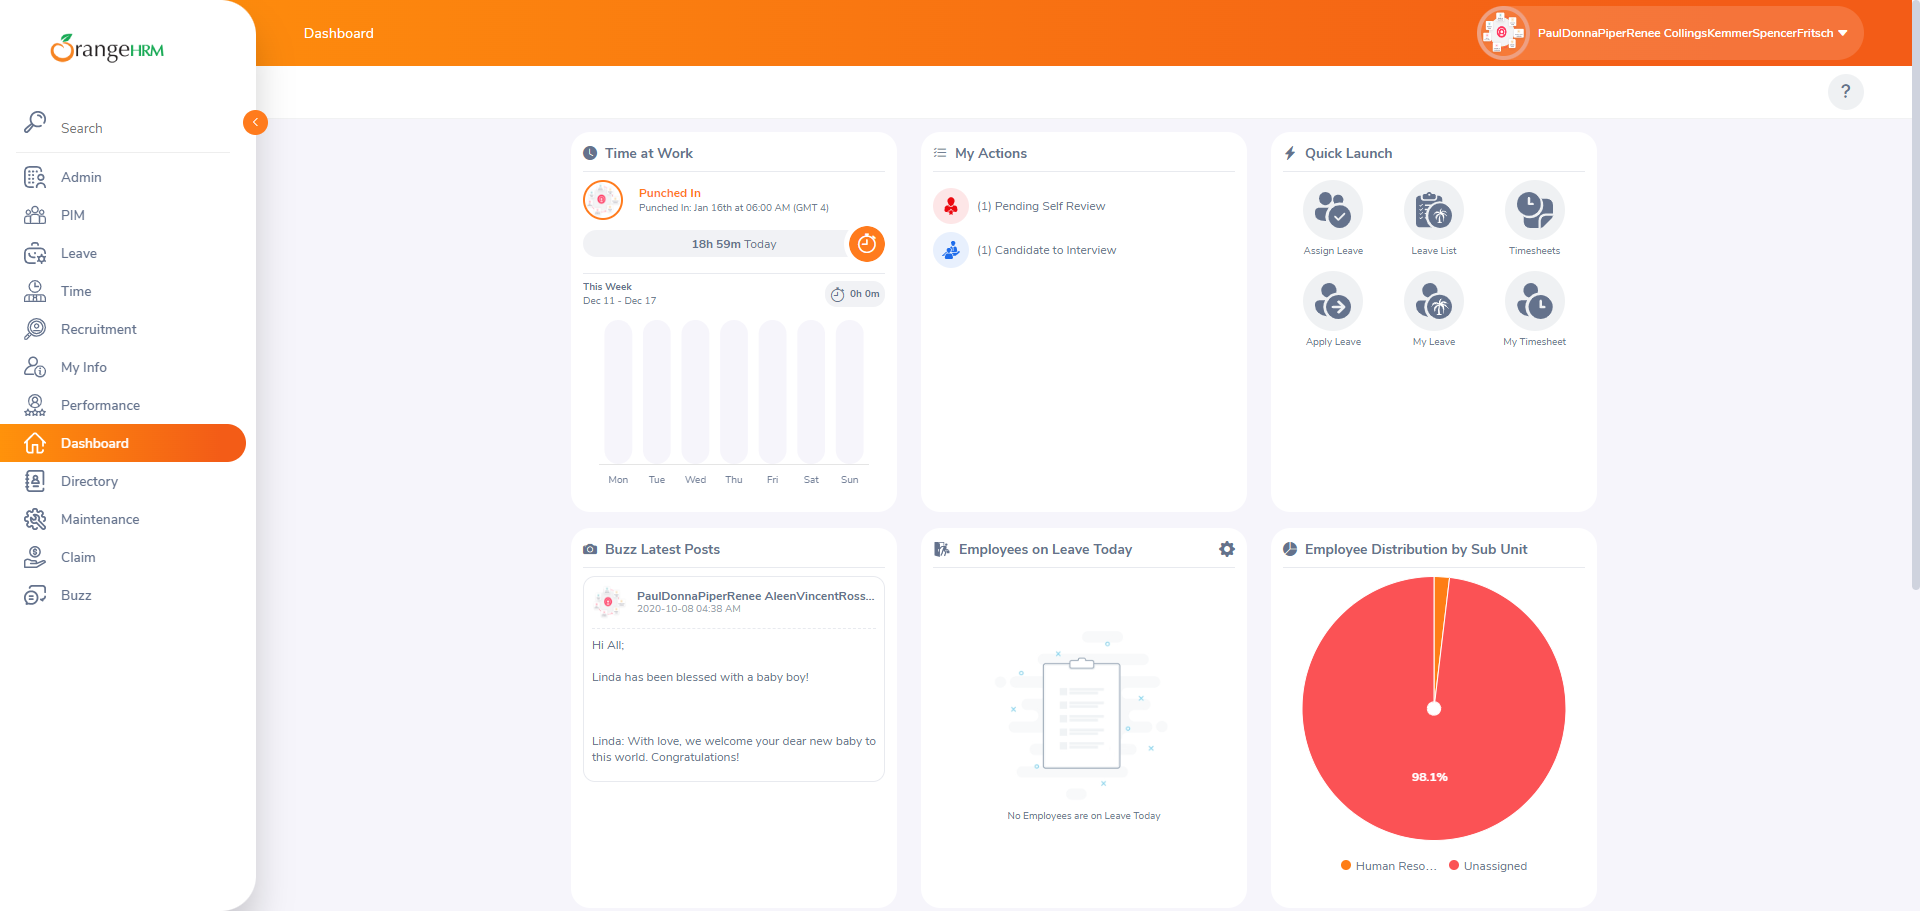 OrangeHRM
Dashboard
PaulDonnaPiperRenee CollingsKemmerSpencerFritsch
?
Search
Admin
PIM
Leave
Time
Recruitment
My Info
Performance
Dashboard
Directory
Maintenance
Claim
Buzz
Time at Work
Punched In
Punched In: Jan 16th at 06:00 AM (GMT 4)
18h 59m Today
This Week
Dec 11 - Dec 17
0h 0m
Mon Tue Wed Thu Fri Sat Sun
My Actions
(1) Pending Self Review
(1) Candidate to Interview
Quick Launch
Assign Leave Leave List Timesheets
Apply Leave My Leave My Timesheet
Buzz Latest Posts
PaulDonnaPiperRenee AleenVincentRoss...
2020-10-08 04:38 AM
Hi All;
Linda has been blessed with a baby boy!
Linda: With love, we welcome your dear new baby to
this world. Congratulations!
Employees on Leave Today
No Employees are on Leave Today
Employee Distribution by Sub Unit
98.1%
Human Reso... Unassigned